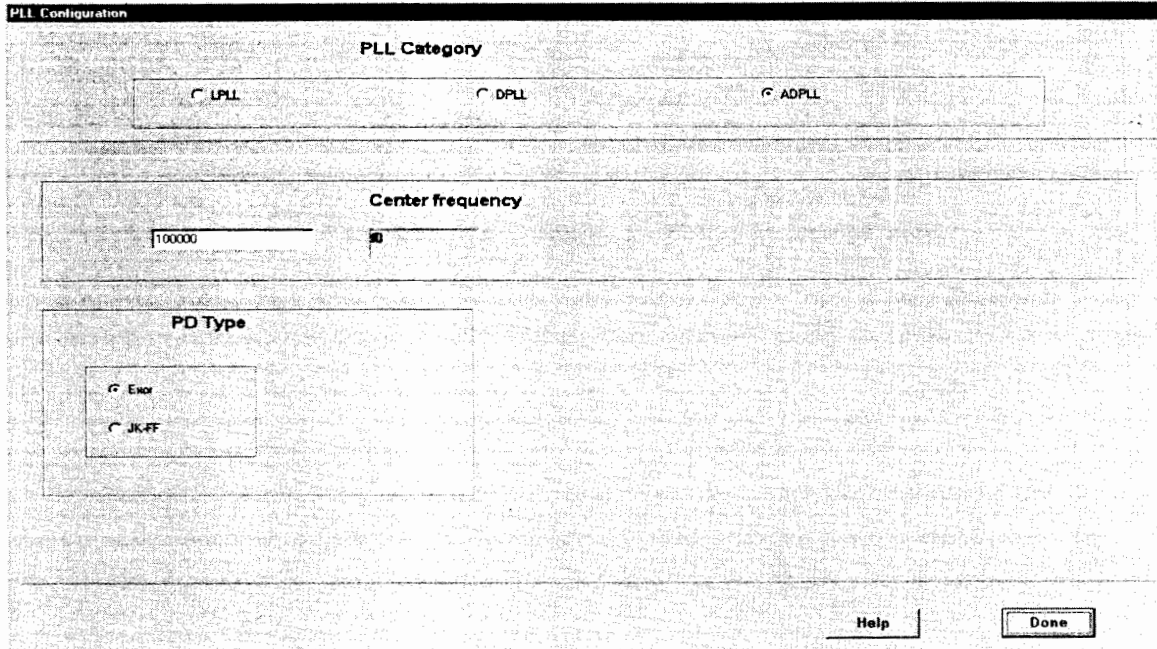 PLL Configuration
PLL Category
LPLL
DPLL
ADPLL
Center frequency
100000
PD Type
Exor
JK-FF
Help
Done